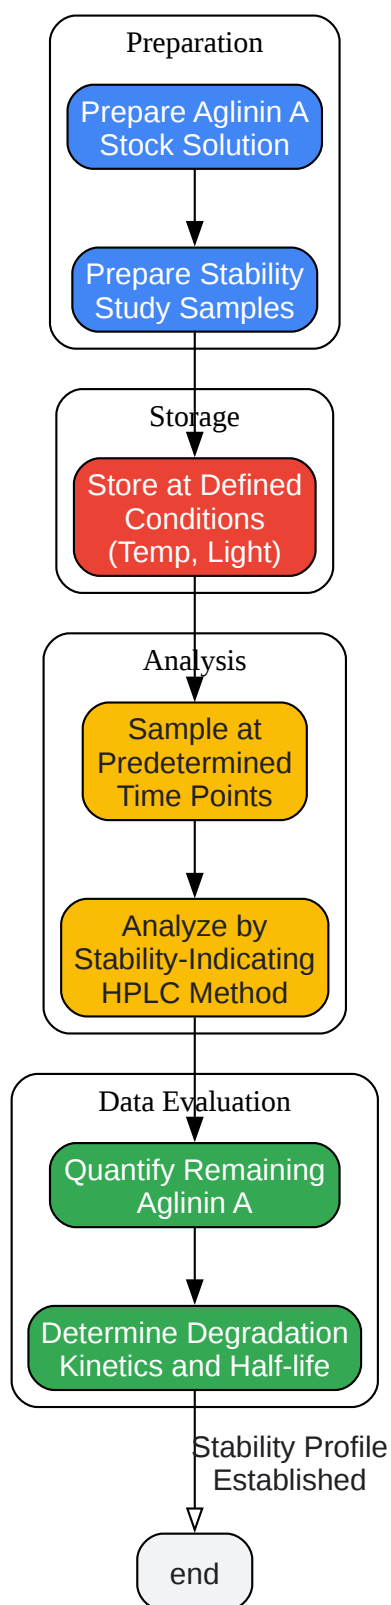 Preparation
Prepare Aglinin A
Stock Solution
Prepare Stability
Study Samples
Storage
Store at Defined
Conditions
(Temp, Light)
Analysis
Sample at
Predetermined
Time Points
Analyze by
Stability-Indicating
HPLC Method
Data Evaluation
Quantify Remaining
Aglinin A
Determine Degradation
Kinetics and Half-life
Stability Profile
Established
end